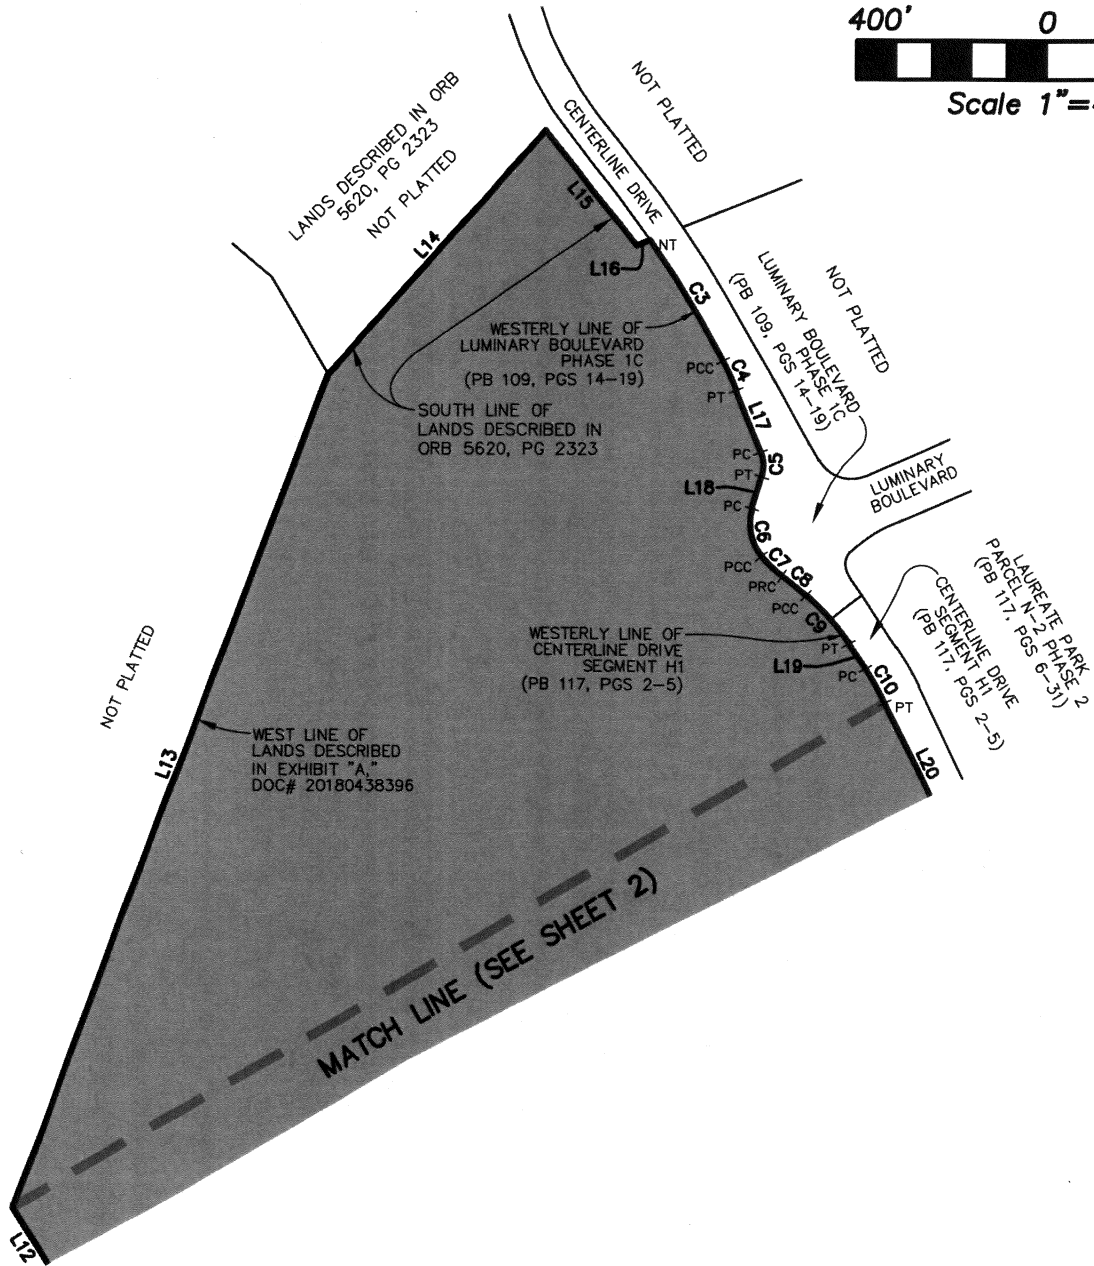 400' 0
Scale 1"=
NOT PLATTED
CENTERLINE DRIVE
LANDS DESCRIBED IN ORB
5620, PG 2323
NOT PLATTED
L14
L15
L16
NT
C3
LUMINARY BOULEVARD
PHASE 1C
(PB 109, PGS 14-19)
NOT PLATTED
WESTERLY LINE OF
LUMINARY BOULEVARD
PHASE 1C
(PB 109, PGS 14-19)
PCC
C4
PT
L17
SOUTH LINE OF
LANDS DESCRIBED IN
ORB 5620, PG 2323
PC
C5
PT
L18
PC
LUMINARY
BOULEVARD
C6
PCC
C7
PRC
C8
PCC
C9
LAUREATE PARK
PARCEL N-2 PHASE 2
(PB 117, PGS 6-31)
CENTERLINE DRIVE
SEGMENT H1
(PB 117, PGS 2-5)
WESTERLY LINE OF
CENTERLINE DRIVE
SEGMENT H1
(PB 117, PGS 2-5)
PT
L19
PC
C10
PT
NOT PLATTED
L13
WEST LINE OF
LANDS DESCRIBED
IN EXHIBIT "A,"
DOC# 20180438396
L20
MATCH LINE (SEE SHEET 2)
L12